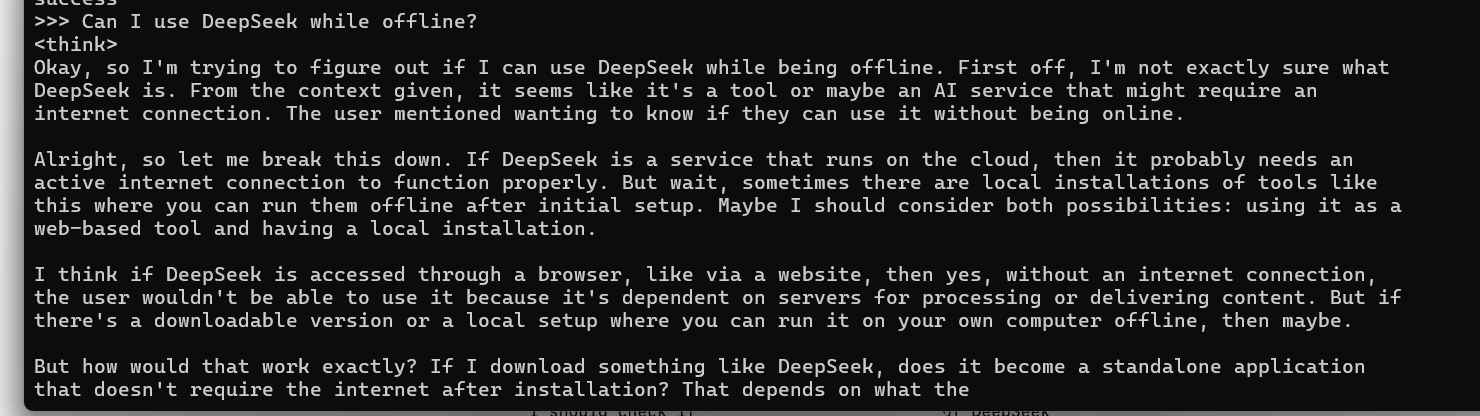 success
>>> Can I use DeepSeek while offline?
<think>
Okay, so I'm trying to figure out if I can use DeepSeek while being offline. First off, I'm not exactly sure what
DeepSeek is. From the context given, it seems like it's a tool or maybe an AI service that might require an
internet connection. The user mentioned wanting to know if they can use it without being online.
Alright, so let me break this down. If DeepSeek is a service that runs on the cloud, then it probably needs an
active internet connection to function properly. But wait, sometimes there are local installations of tools like
this where you can run them offline after initial setup. Maybe I should consider both possibilities: using it as a
web-based tool and having a local installation.
I think if DeepSeek is accessed through a browser, like via a website, then yes, without an internet connection,
the user wouldn't be able to use it because it's dependent on servers for processing or delivering content. But if
there's a downloadable version or a local setup where you can run it on your own computer offline, then maybe.
But how would that work exactly? If I download something like DeepSeek, does it become a standalone application
that doesn't require the internet after installation? That depends on what the
I should check if DeepSeek